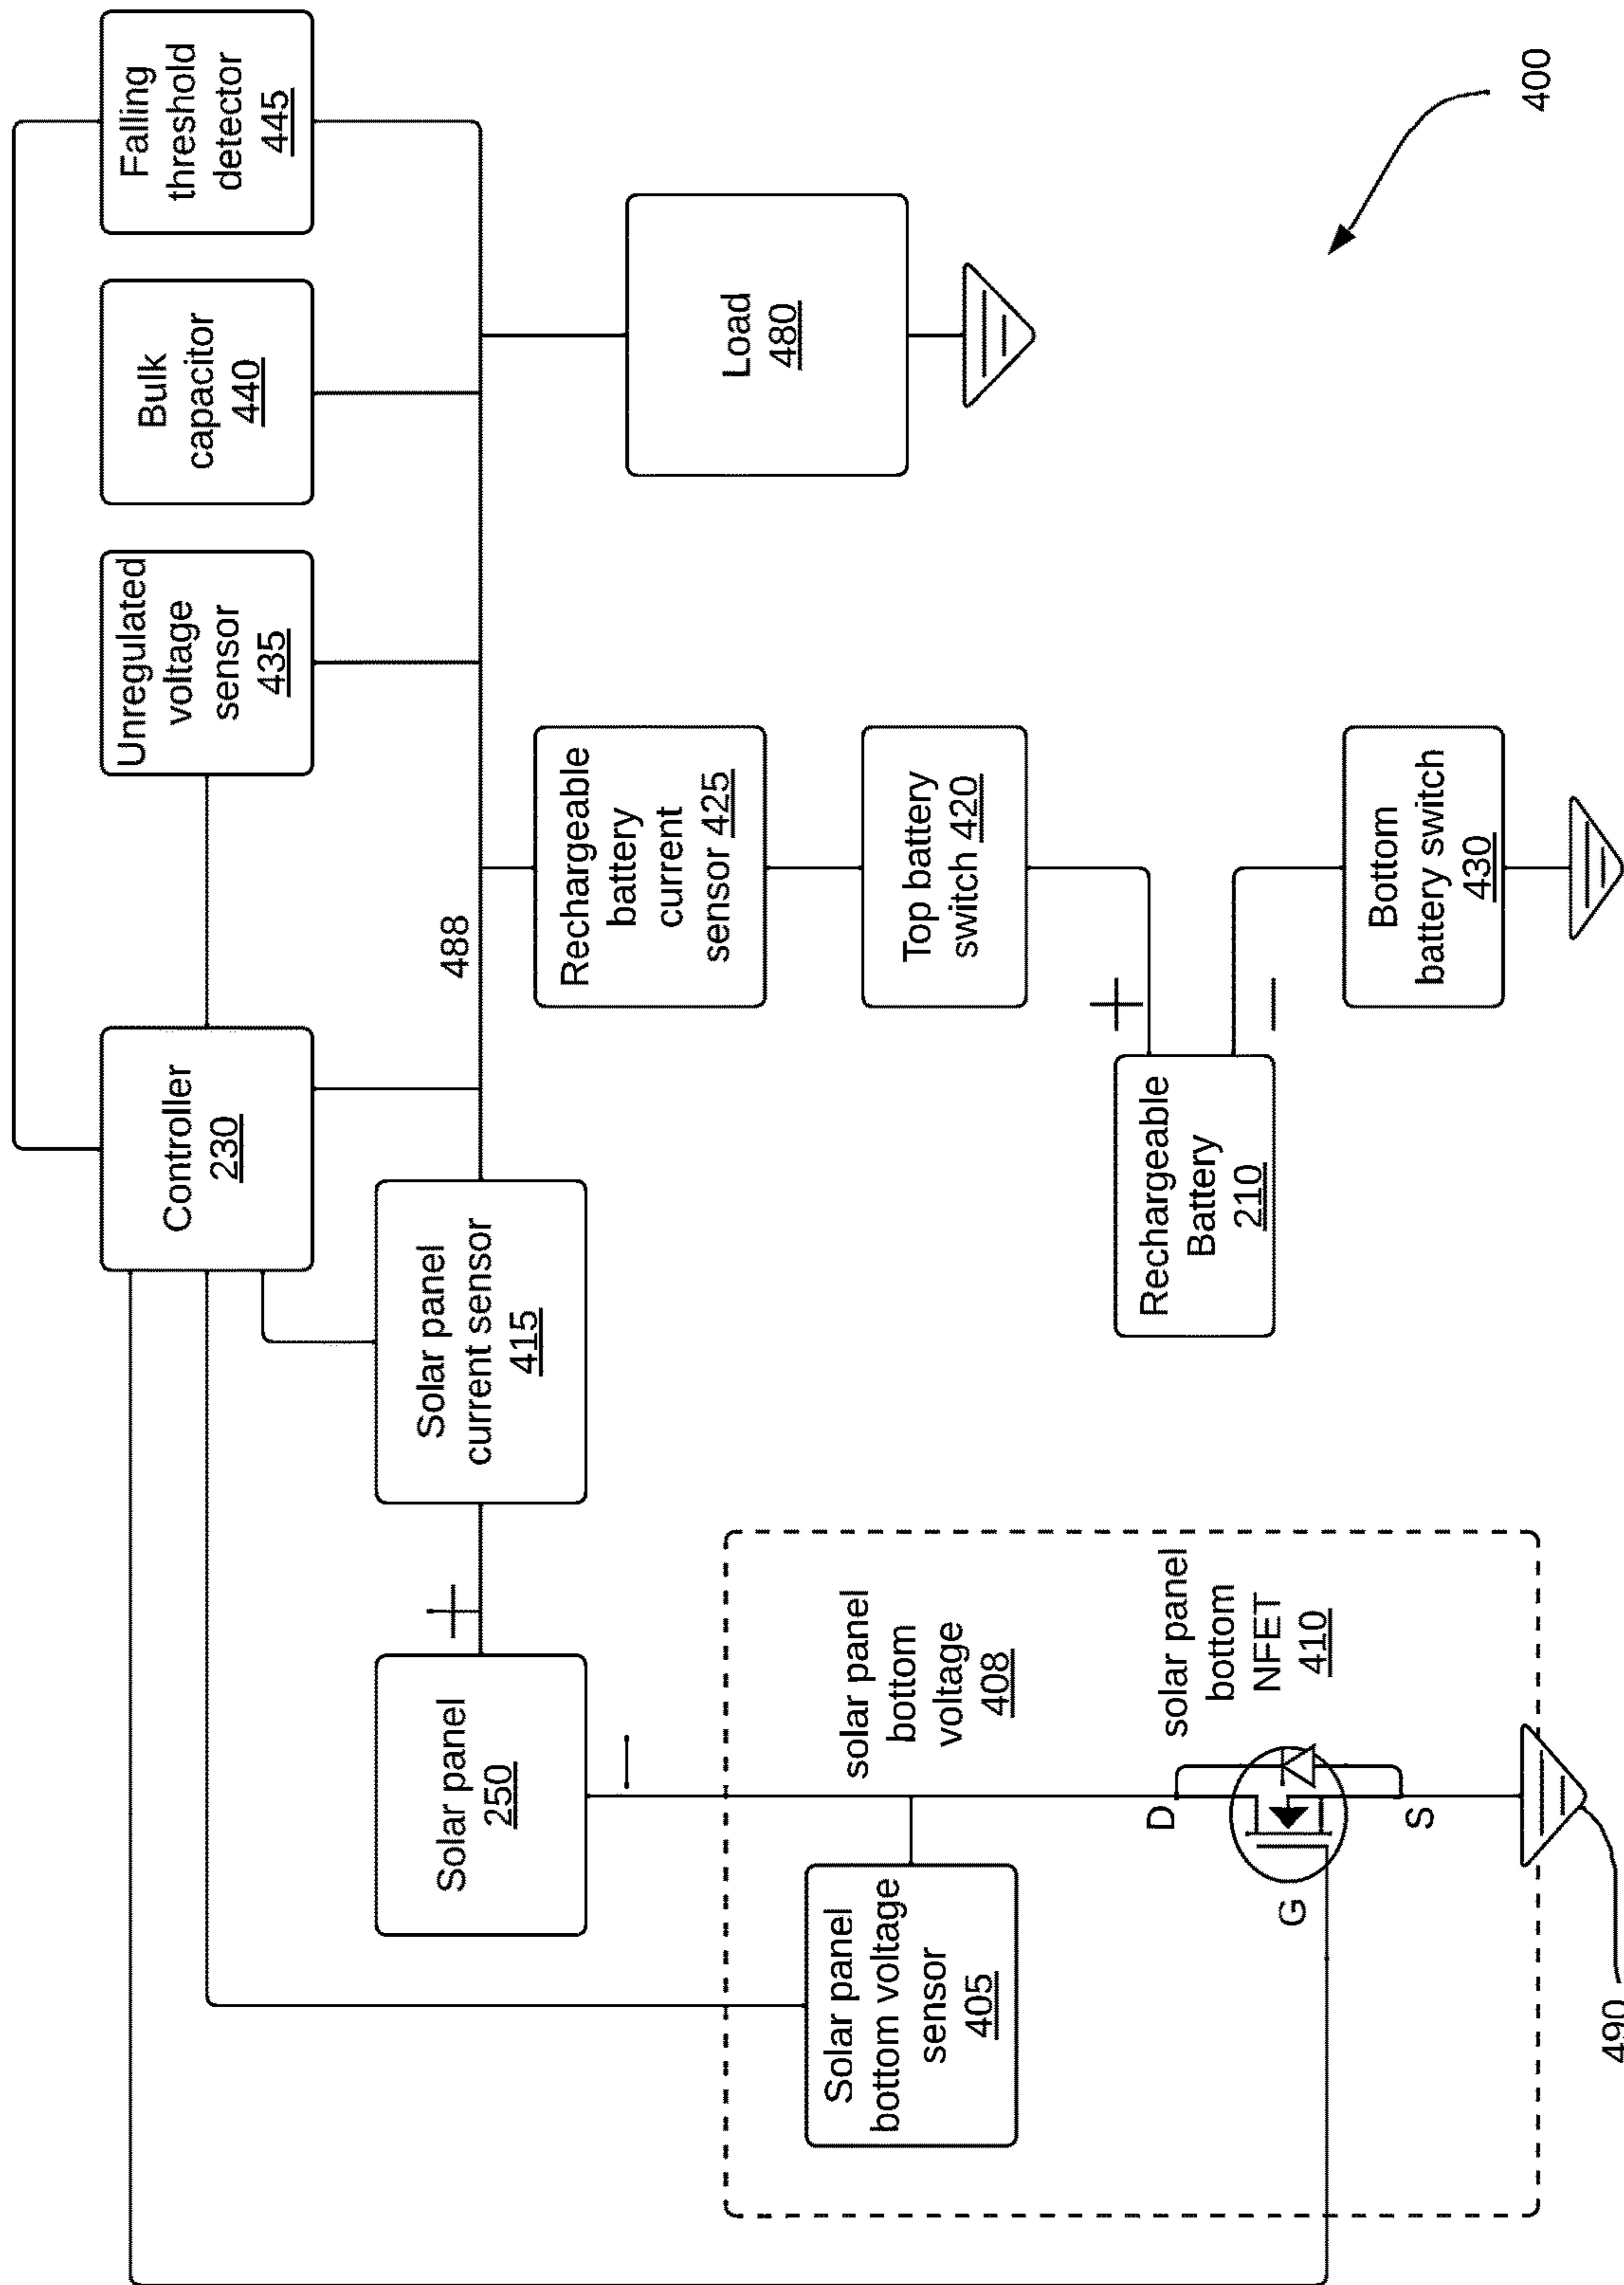 Falling
threshold
detector
445
Bulk
capacitor
440
Unregulated
voltage
sensor
435
Controller
230
488
Solar panel
current sensor
415
Solar panel
250
+
–
Load
480
Rechargeable
battery
current
sensor 425
Top battery
switch 420
+
–
Rechargeable
Battery
210
Bottom
battery switch
430
solar panel
bottom
voltage
408
Solar panel
bottom voltage
sensor
405
solar panel
bottom
NFET
410
D
G
S
490
400